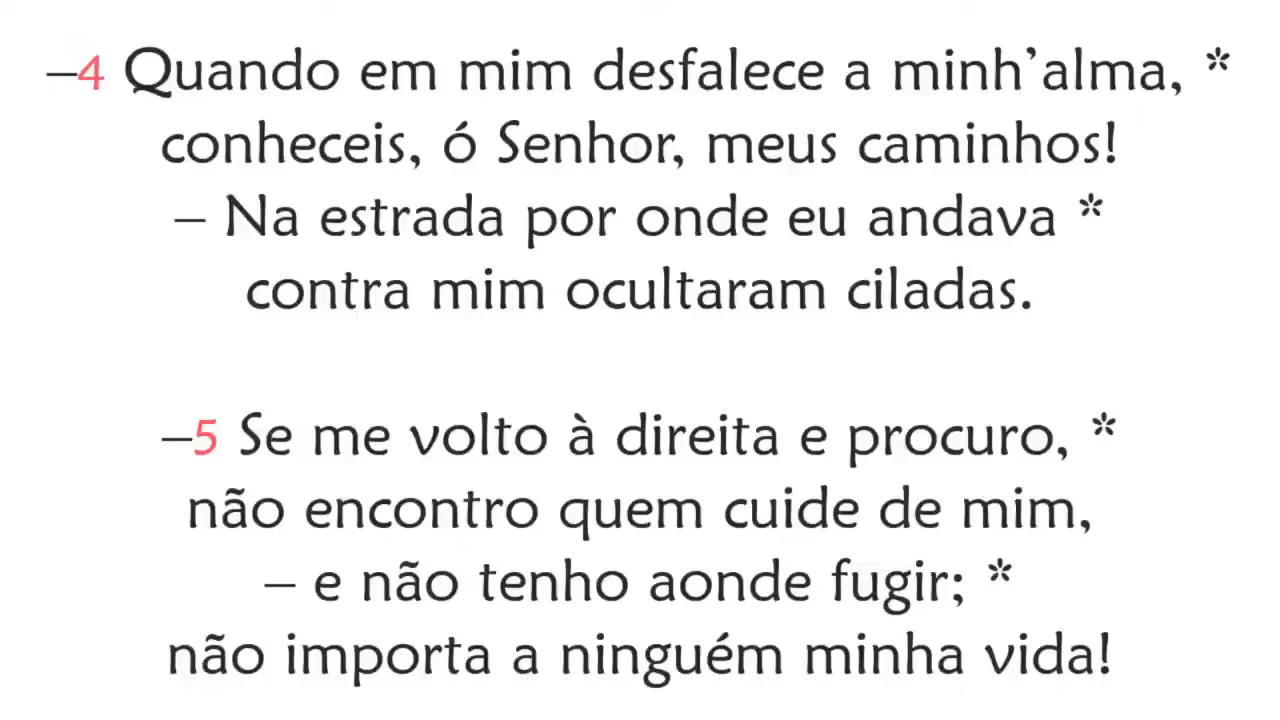 –4 Quando em mim desfalece a minh’alma, *
conheceis, ó Senhor, meus caminhos!
– Na estrada por onde eu andava *
contra mim ocultaram ciladas.
–5 Se me volto à direita e procuro, *
não encontro quem cuide de mim,
– e não tenho aonde fugir; *
não importa a ninguém minha vida!